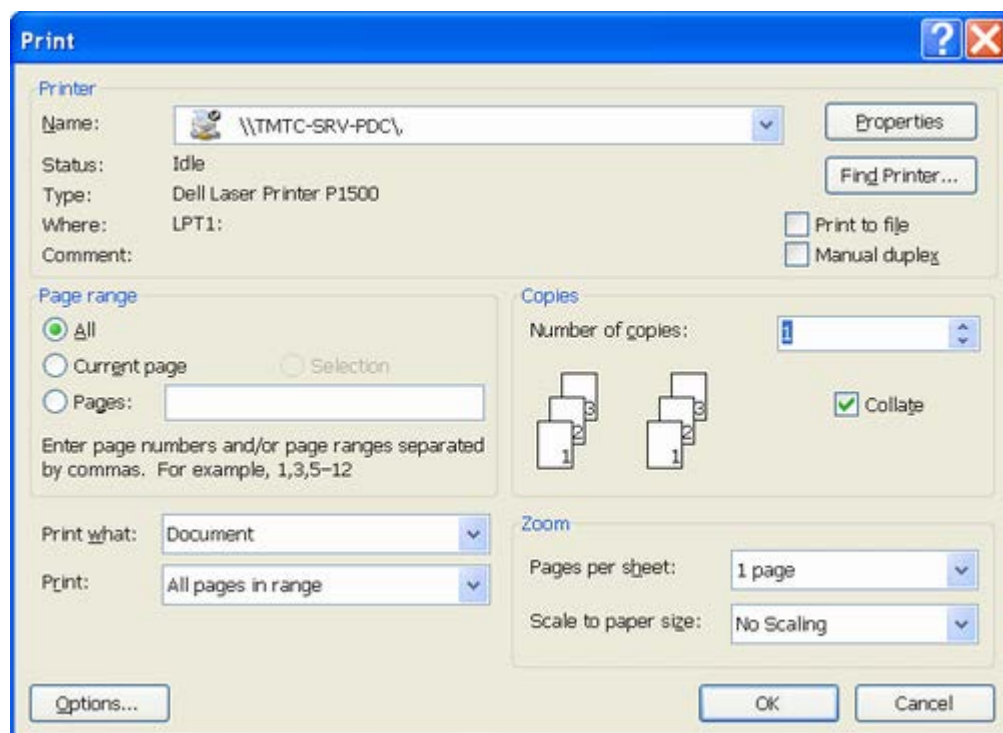 Print
Printer
Name: \\TMTC-SRV-PDC\, Properties
Status: Idle Find Printer...
Type: Dell Laser Printer P1500
Where: LPT1: Print to file
Comment: Manual duplex
Page range
All
Current page Selection
Pages:
Enter page numbers and/or page ranges separated
by commas. For example, 1,3,5–12
Copies
Number of copies: 1
3 3
2 2
1 1
Collate
Print what: Document
Print: All pages in range
Zoom
Pages per sheet: 1 page
Scale to paper size: No Scaling
Options... OK Cancel